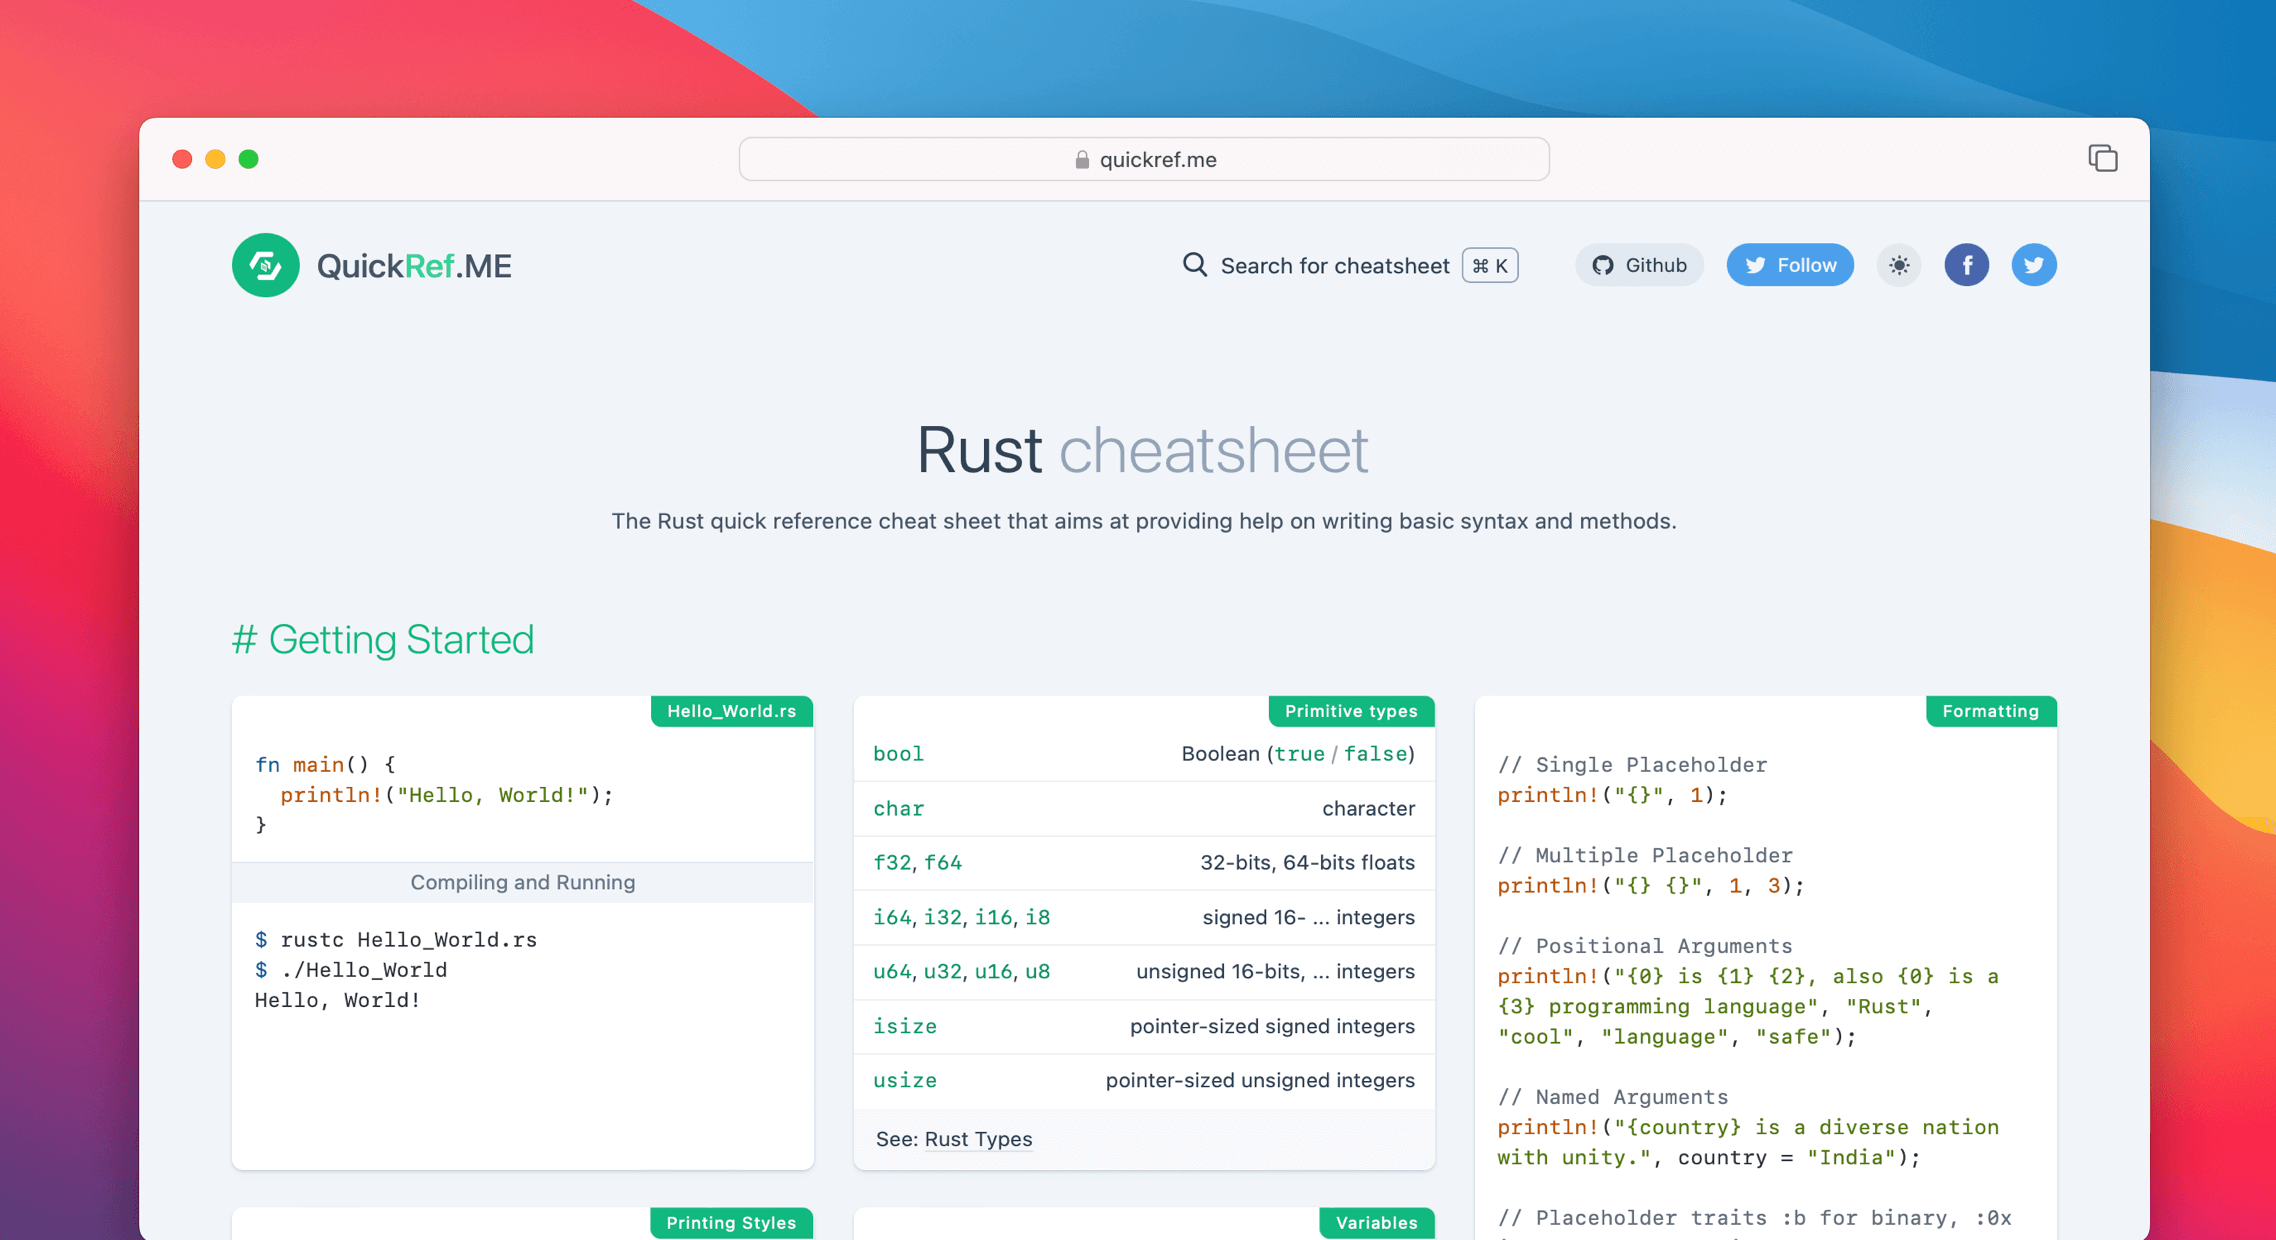 quickref.me
QuickRef.ME
Search for cheatsheet ⌘ K
Github
Follow
Rust cheatsheet
The Rust quick reference cheat sheet that aims at providing help on writing basic syntax and methods.
# Getting Started
Hello_World.rs
fn main() {
  println!("Hello, World!");
}
Compiling and Running
$ rustc Hello_World.rs
$ ./Hello_World
Hello, World!
Primitive types
bool Boolean (true / false)
char character
f32, f64 32-bits, 64-bits floats
i64, i32, i16, i8 signed 16- ... integers
u64, u32, u16, u8 unsigned 16-bits, ... integers
isize pointer-sized signed integers
usize pointer-sized unsigned integers
See: Rust Types
Formatting
// Single Placeholder
println!("{}", 1);
// Multiple Placeholder
println!("{} {}", 1, 3);
// Positional Arguments
println!("{0} is {1} {2}, also {0} is a
{3} programming language", "Rust",
"cool", "language", "safe");
// Named Arguments
println!("{country} is a diverse nation
with unity.", country = "India");
// Placeholder traits :b for binary, :0x
Printing Styles
Variables